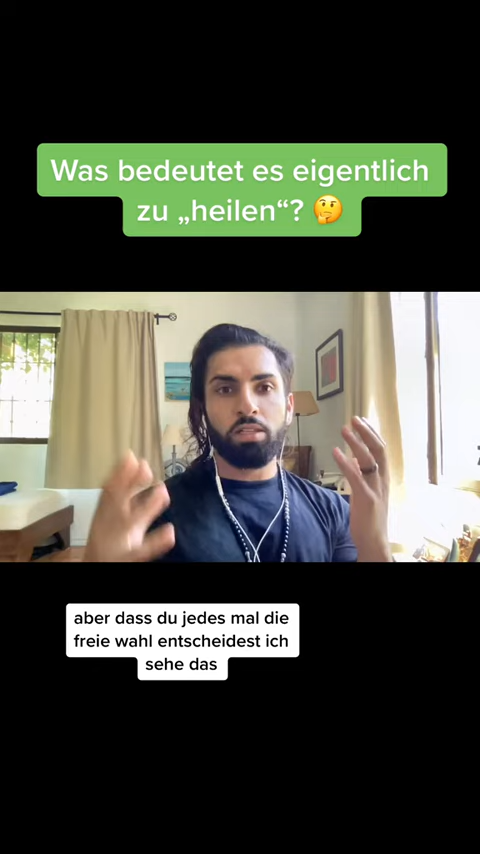 Was bedeutet es eigentlich
zu „heilen“? 🤔
aber dass du jedes mal die
freie wahl entscheidest ich
sehe das